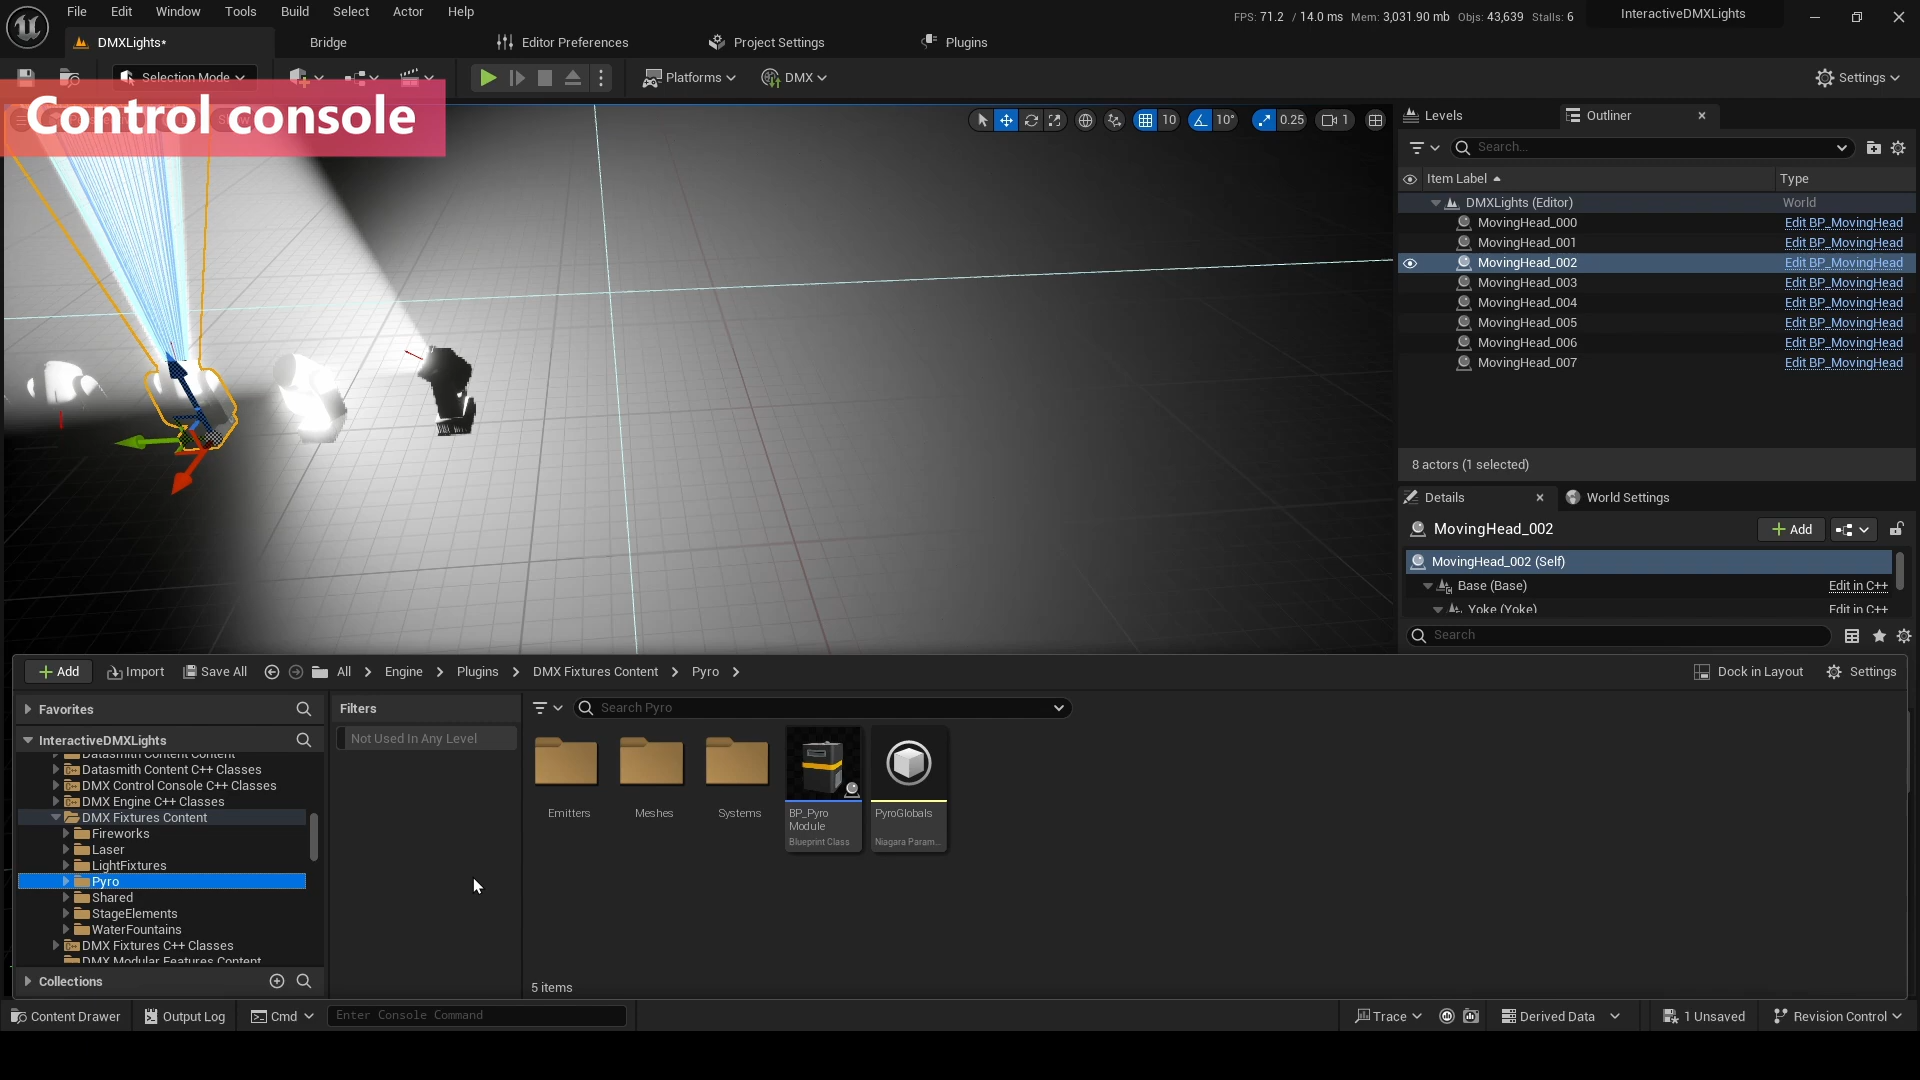 File Edit Window Tools Build Select Actor Help
FPS: 71.2 / 14.0 ms Mem: 3,031.90 mb Objs: 43,639 Stalls: 6
InteractiveDMXLights
DMXLights*
Bridge
Editor Preferences
Project Settings
Plugins
Selection Mode
Platforms
DMX
Settings
Control console
10
10°
0.25
1
Levels
Outliner
Search...
Item Label
Type
DMXLights (Editor) World
MovingHead_000 Edit BP_MovingHead
MovingHead_001 Edit BP_MovingHead
MovingHead_002 Edit BP_MovingHead
MovingHead_003 Edit BP_MovingHead
MovingHead_004 Edit BP_MovingHead
MovingHead_005 Edit BP_MovingHead
MovingHead_006 Edit BP_MovingHead
MovingHead_007 Edit BP_MovingHead
8 actors (1 selected)
Details
World Settings
MovingHead_002
Add
MovingHead_002 (Self)
Base (Base) Edit in C++
Yoke (Yoke) Edit in C++
Search
Add
Import
Save All
All > Engine > Plugins > DMX Fixtures Content > Pyro >
Dock in Layout
Settings
Favorites
InteractiveDMXLights
Datasmith Content Content
Datasmith Content C++ Classes
DMX Control Console C++ Classes
DMX Engine C++ Classes
DMX Fixtures Content
Fireworks
Laser
LightFixtures
Pyro
Shared
StageElements
WaterFountains
DMX Fixtures C++ Classes
DMX Modular Features Content
Collections
Filters
Not Used In Any Level
Search Pyro
Emitters
Meshes
Systems
BP_Pyro
Module
Blueprint Class
PyroGlobals
Niagara Param...
5 items
Content Drawer
Output Log
Cmd
Enter Console Command
Trace
Derived Data
1 Unsaved
Revision Control